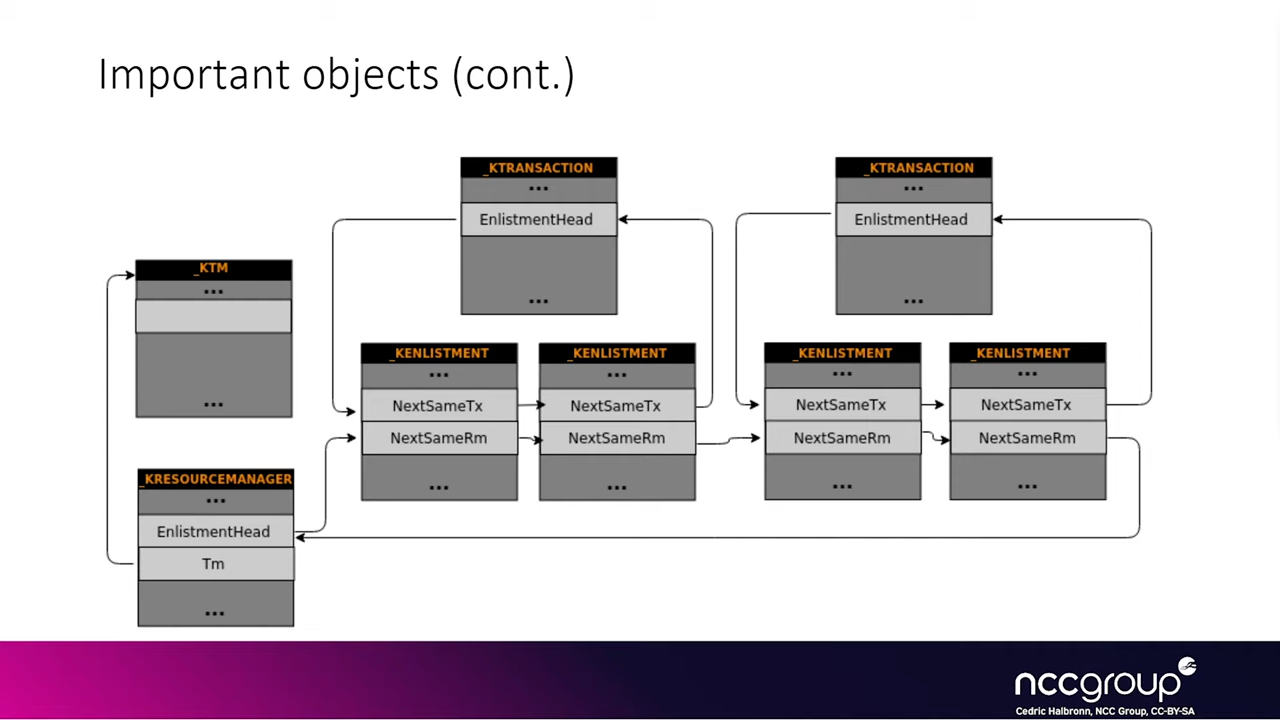 Important objects (cont.)
_KTRANSACTION
...
EnlistmentHead
...
_KTRANSACTION
...
EnlistmentHead
...
_KTM
...
...
_KENLISTMENT
...
NextSameTx
NextSameRm
...
_KENLISTMENT
...
NextSameTx
NextSameRm
...
_KENLISTMENT
...
NextSameTx
NextSameRm
...
_KENLISTMENT
...
NextSameTx
NextSameRm
...
_KRESOURCEMANAGER
...
EnlistmentHead
Tm
...
nccgroup
Cedric Halbronn, NCC Group, CC-BY-SA